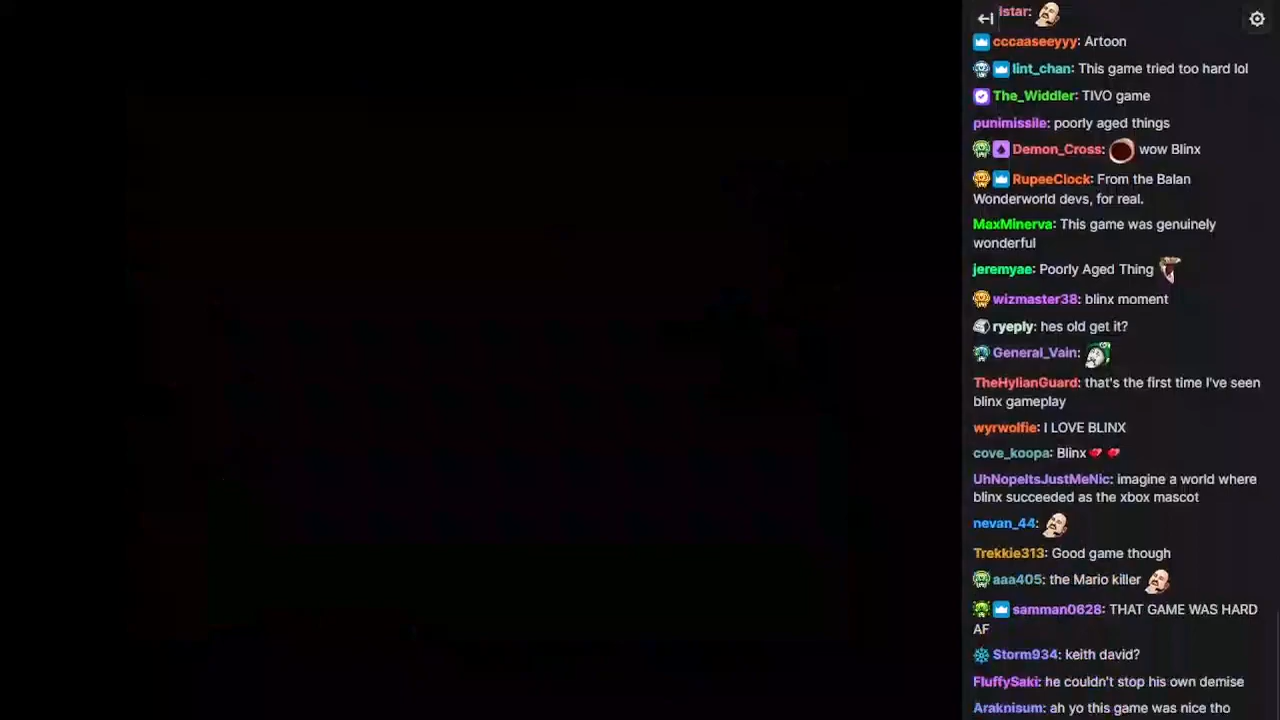 lstar:
cccaaseeyyy: Artoon
lint_chan: This game tried too hard lol
The_Widdler: TIVO game
punimissile: poorly aged things
Demon_Cross: wow Blinx
RupeeClock: From the Balan
Wonderworld devs, for real.
MaxMinerva: This game was genuinely
wonderful
jeremyae: Poorly Aged Thing
wizmaster38: blinx moment
ryeply: hes old get it?
General_Vain:
TheHylianGuard: that's the first time I've seen
blinx gameplay
wyrwolfie: I LOVE BLINX
cove_koopa: Blinx
UhNopeItsJustMeNic: imagine a world where
blinx succeeded as the xbox mascot
nevan_44:
Trekkie313: Good game though
aaa405: the Mario killer
samman0628: THAT GAME WAS HARD
AF
Storm934: keith david?
FluffySaki: he couldn't stop his own demise
Araknisum: ah yo this game was nice tho